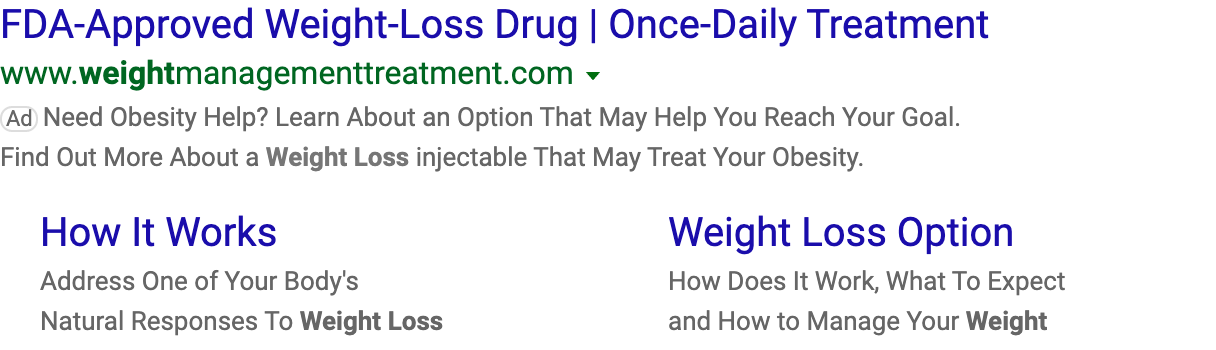 FDA-Approved Weight-Loss Drug | Once-Daily Treatment
www.weightmanagementtreatment.com
Ad Need Obesity Help? Learn About an Option That May Help You Reach Your Goal.
Find Out More About a Weight Loss injectable That May Treat Your Obesity.
How It Works
Address One of Your Body's
Natural Responses To Weight Loss
Weight Loss Option
How Does It Work, What To Expect
and How to Manage Your Weight